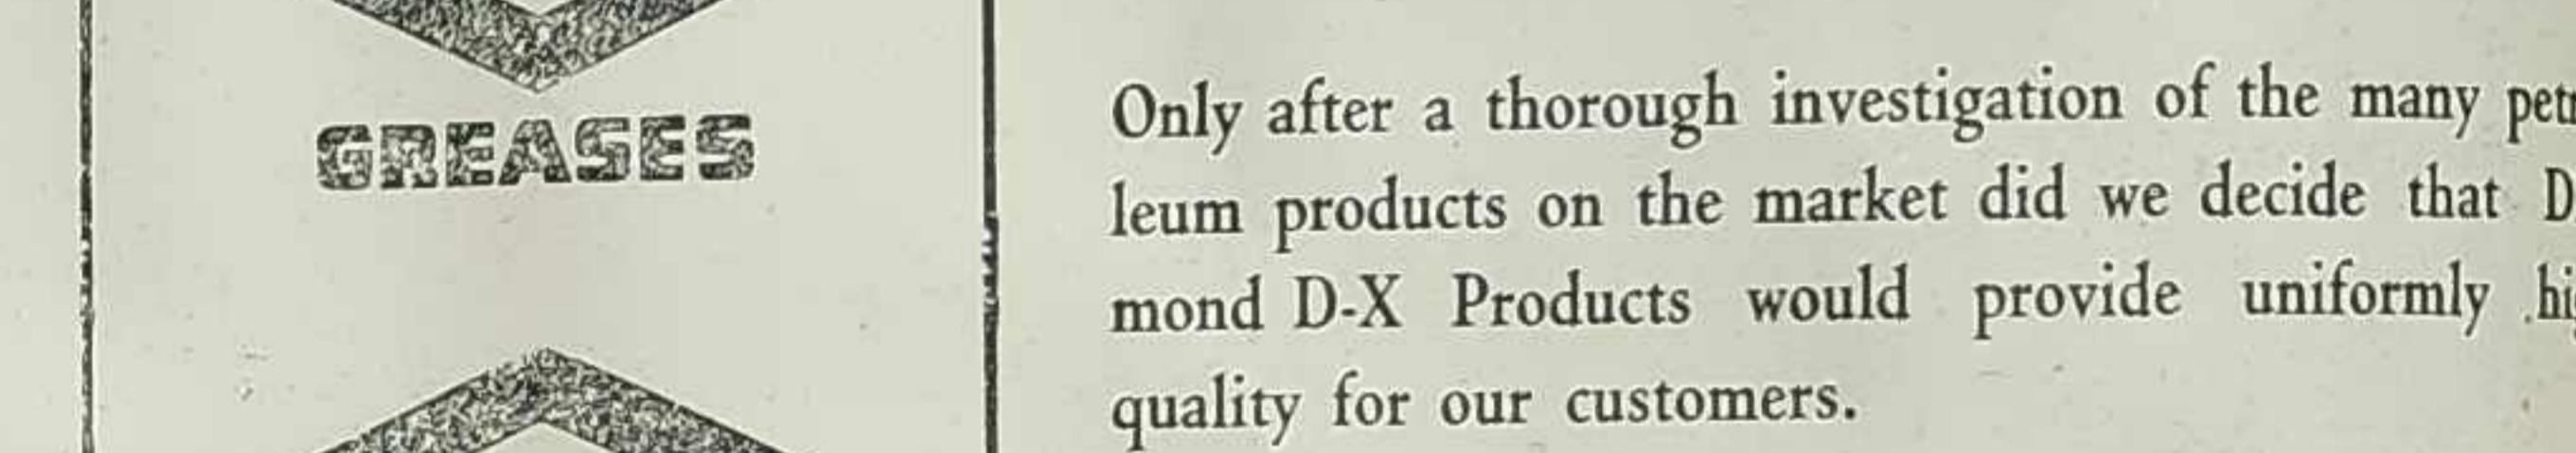 GREASES
Only after a thorough investigation of the many petr
leum products on the market did we decide that D
mond D-X Products would provide uniformly hig
quality for our customers.